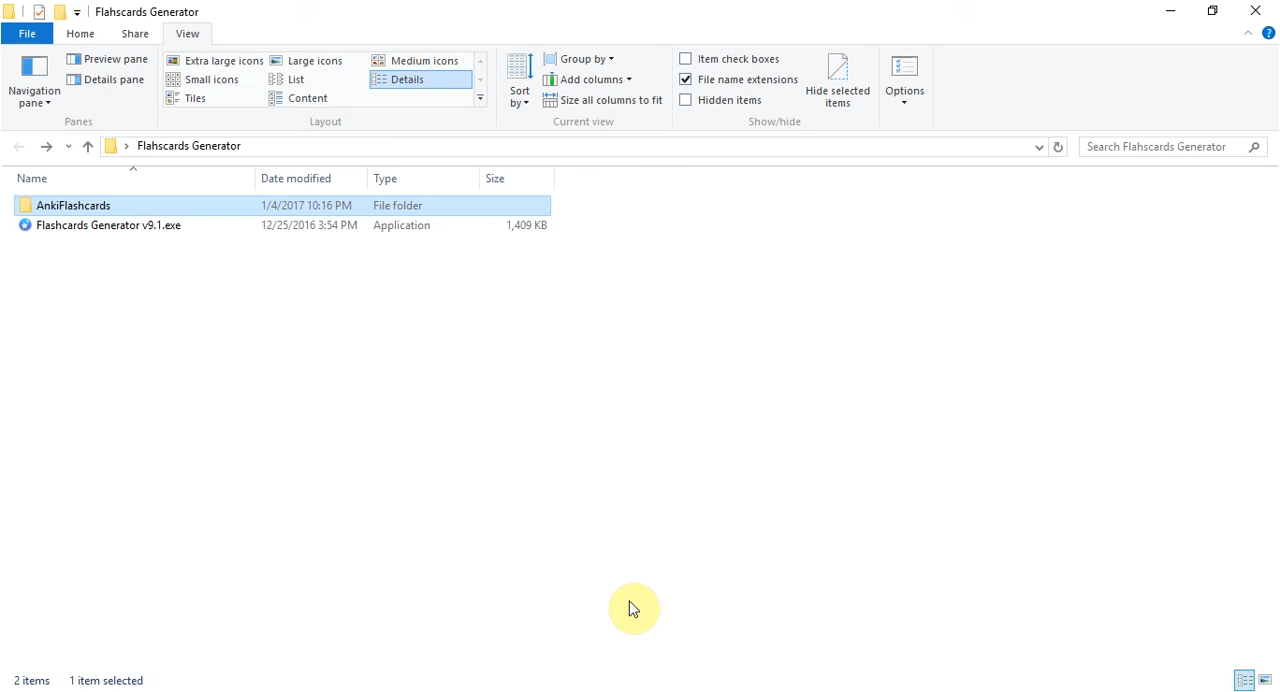 Flahscards Generator
File Home Share View
Extra large icons Large icons Medium icons
Small icons List Details
Tiles Content
Navigation pane
Preview pane
Details pane
Panes
Layout
Sort by
Group by
Add columns
Size all columns to fit
Current view
Item check boxes
File name extensions
Hidden items
Hide selected items
Show/hide
Options
Flahscards Generator
Search Flahscards Generator
Name Date modified Type Size
AnkiFlashcards 1/4/2017 10:16 PM File folder
Flashcards Generator v9.1.exe 12/25/2016 3:54 PM Application 1,409 KB
2 items 1 item selected